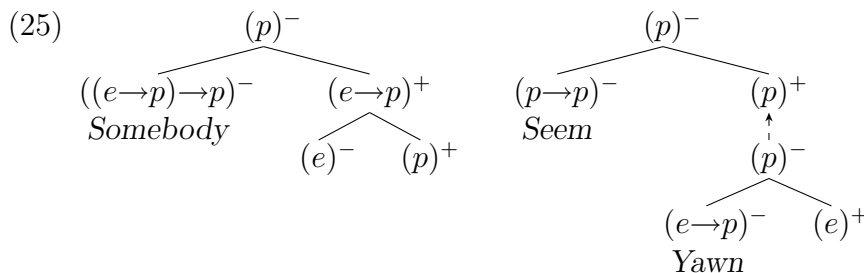 (25) (p)⁻ (p)⁻
((e→p)→p)⁻ (e→p)⁺ (p→p)⁻ (p)⁺
Somebody Seem
(e)⁻ (p)⁺ (p)⁻
(e→p)⁻ (e)⁺
Yawn